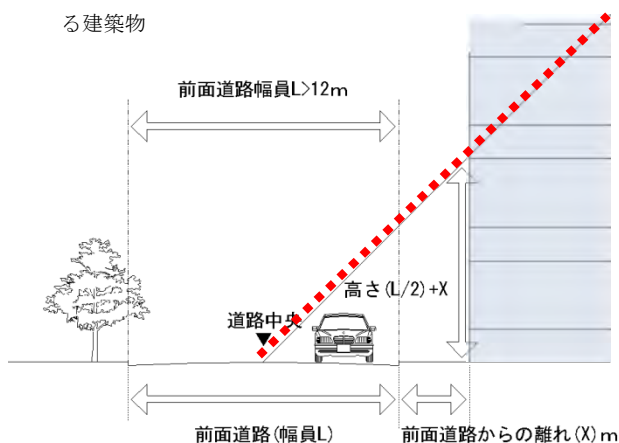 る建築物
前面道路幅員L>12m
高さ(L/2)+X
道路中央
前面道路(幅員L)
前面道路からの離れ(X)m